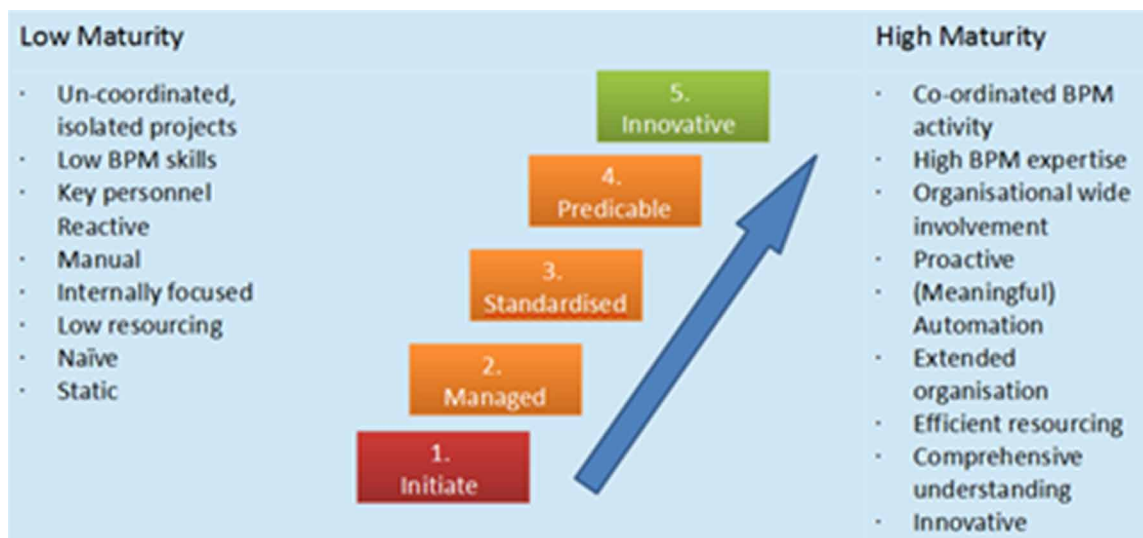 Low Maturity
· Un-coordinated,
isolated projects
· Low BPM skills
· Key personnel
Reactive
· Manual
· Internally focused
· Low resourcing
· Naïve
· Static
5.
Innovative
4.
Predicable
3.
Standardised
2.
Managed
1.
Initiate
High Maturity
· Co-ordinated BPM
activity
· High BPM expertise
· Organisational wide
involvement
· Proactive
· (Meaningful)
Automation
· Extended
organisation
· Efficient resourcing
· Comprehensive
understanding
· Innovative